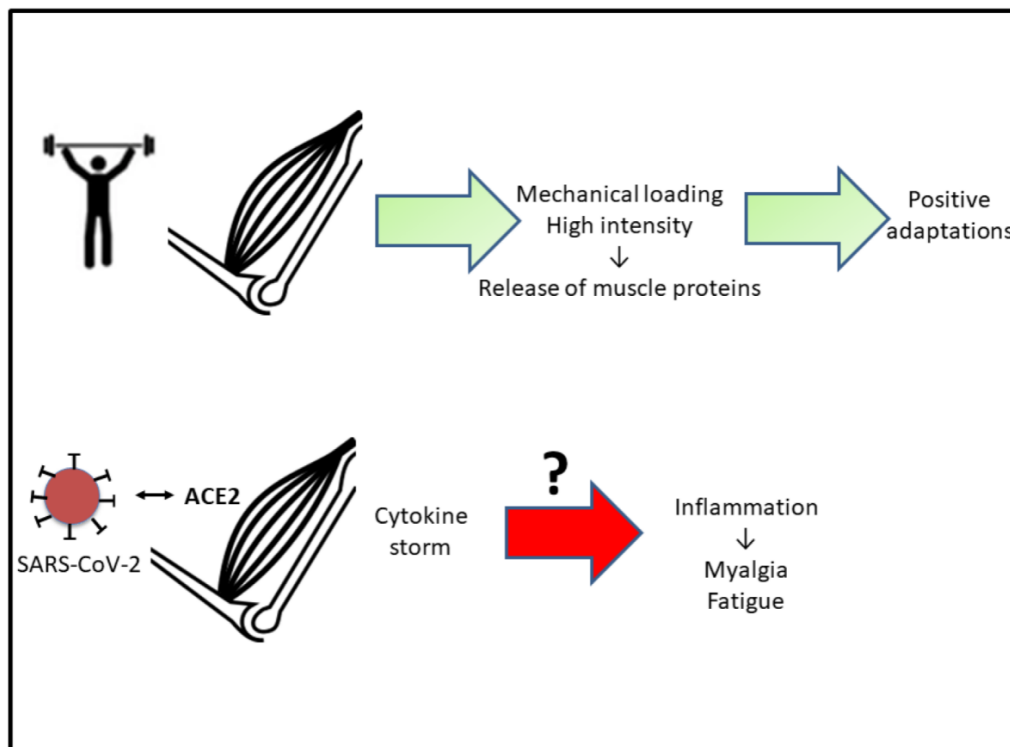 Mechanical loading
High intensity
↓
Release of muscle proteins
Positive
adaptations
SARS-CoV-2
ACE2
Cytokine
storm
?
Inflammation
↓
Myalgia
Fatigue